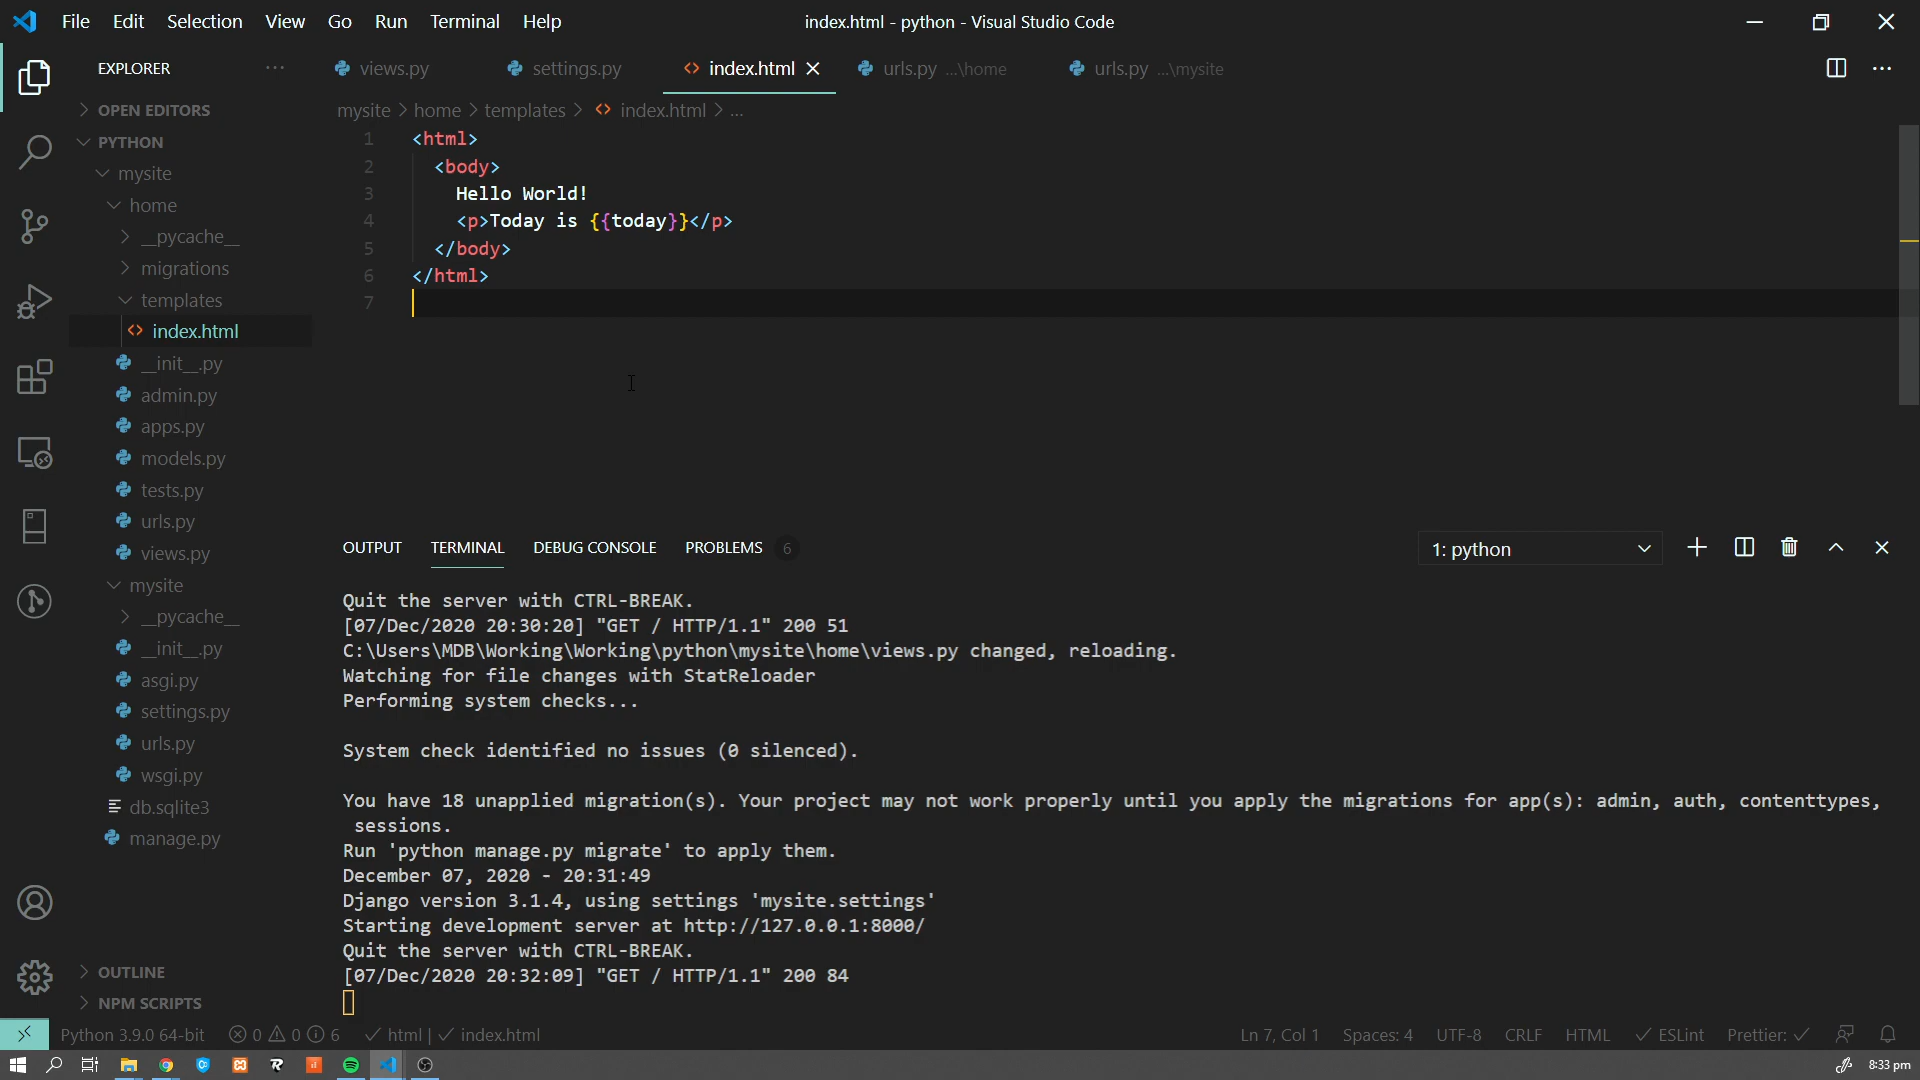 File Edit Selection View Go Run Terminal Help
index.html - python - Visual Studio Code
EXPLORER
views.py
settings.py
index.html
urls.py ...\home
urls.py ...\mysite
OPEN EDITORS
mysite > home > templates > <> index.html > ...
PYTHON
mysite
home
__pycache__
migrations
templates
index.html
__init__.py
admin.py
apps.py
models.py
tests.py
urls.py
views.py
mysite
__pycache__
__init__.py
asgi.py
settings.py
urls.py
wsgi.py
db.sqlite3
manage.py
OUTLINE
NPM SCRIPTS
1 <html>
2 <body>
3 Hello World!
4 <p>Today is {{today}}</p>
5 </body>
6 </html>
7
OUTPUT TERMINAL DEBUG CONSOLE PROBLEMS 6
1: python
Quit the server with CTRL-BREAK.
[07/Dec/2020 20:30:20] "GET / HTTP/1.1" 200 51
C:\Users\MDB\Working\Working\python\mysite\home\views.py changed, reloading.
Watching for file changes with StatReloader
Performing system checks...
System check identified no issues (0 silenced).
You have 18 unapplied migration(s). Your project may not work properly until you apply the migrations for app(s): admin, auth, contenttypes,
sessions.
Run 'python manage.py migrate' to apply them.
December 07, 2020 - 20:31:49
Django version 3.1.4, using settings 'mysite.settings'
Starting development server at http://127.0.0.1:8000/
Quit the server with CTRL-BREAK.
[07/Dec/2020 20:32:09] "GET / HTTP/1.1" 200 84
Python 3.9.0 64-bit 0 0 6 html | index.html
Ln 7, Col 1 Spaces: 4 UTF-8 CRLF HTML ESLint Prettier:
8:33 pm